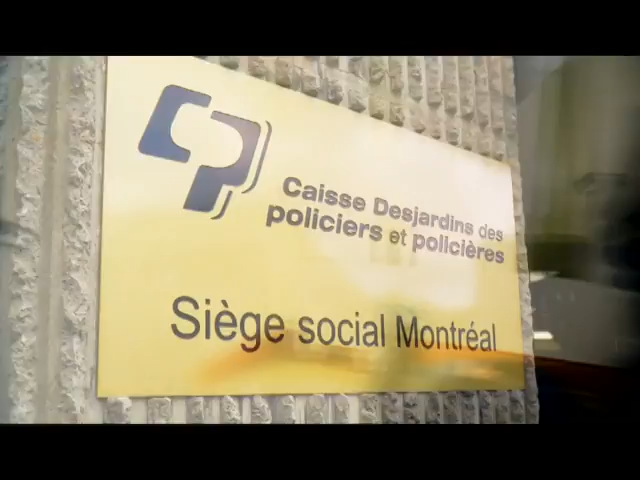 Caisse Desjardins des
policiers et policières
Siège social Montréal